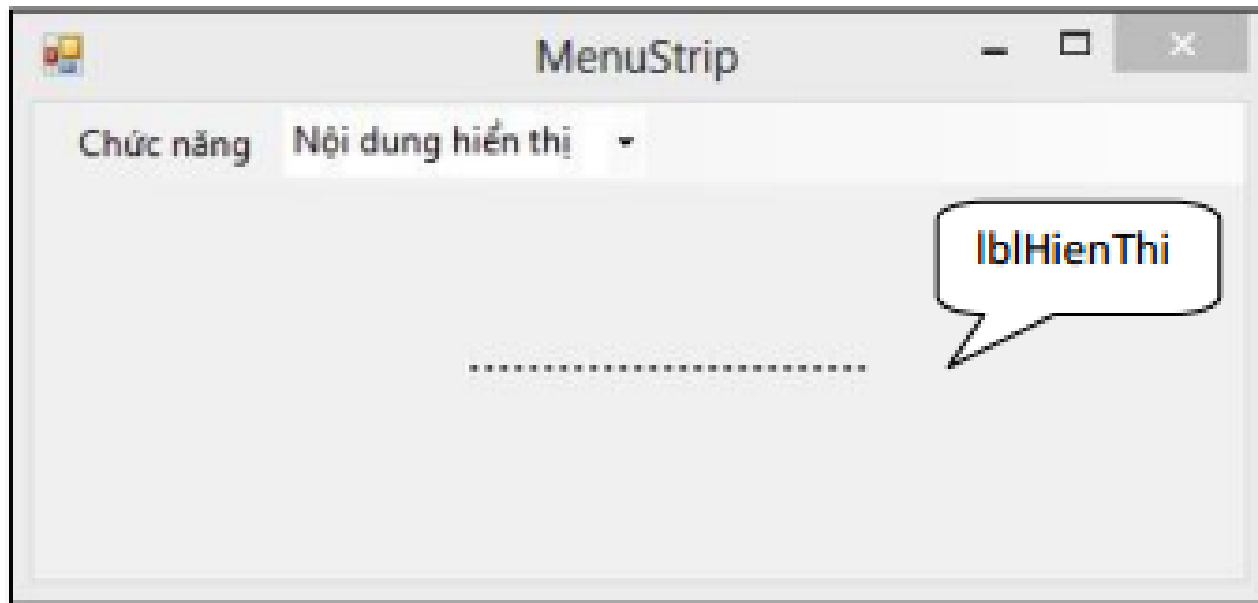 MenuStrip
Chức năng Nội dung hiển thị
lblHienThi
..........................